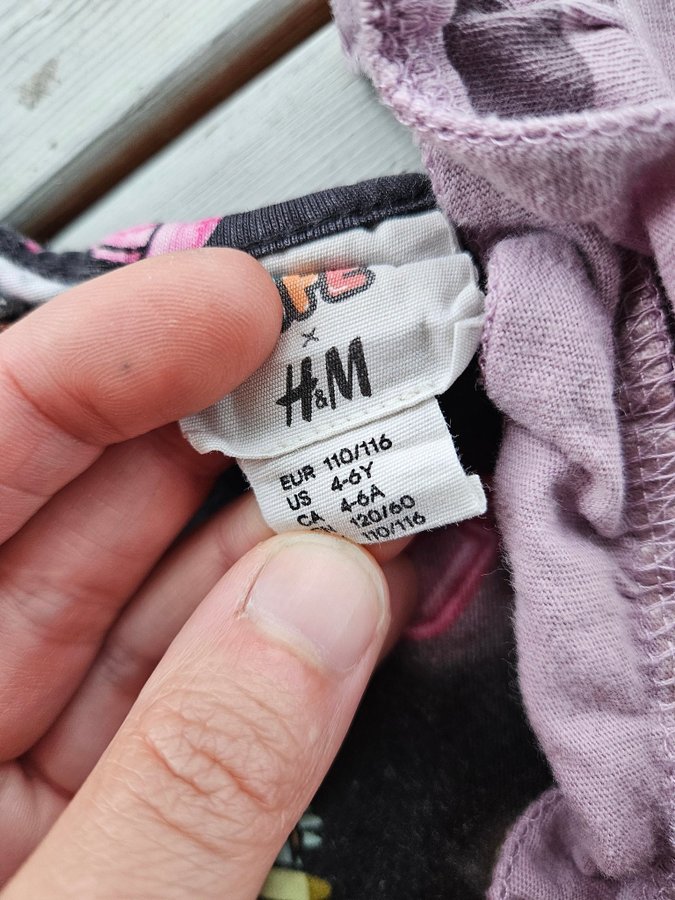 ×
H&M
EUR 110/116
US 4-6Y
CA 4-6A
120/60
110/116